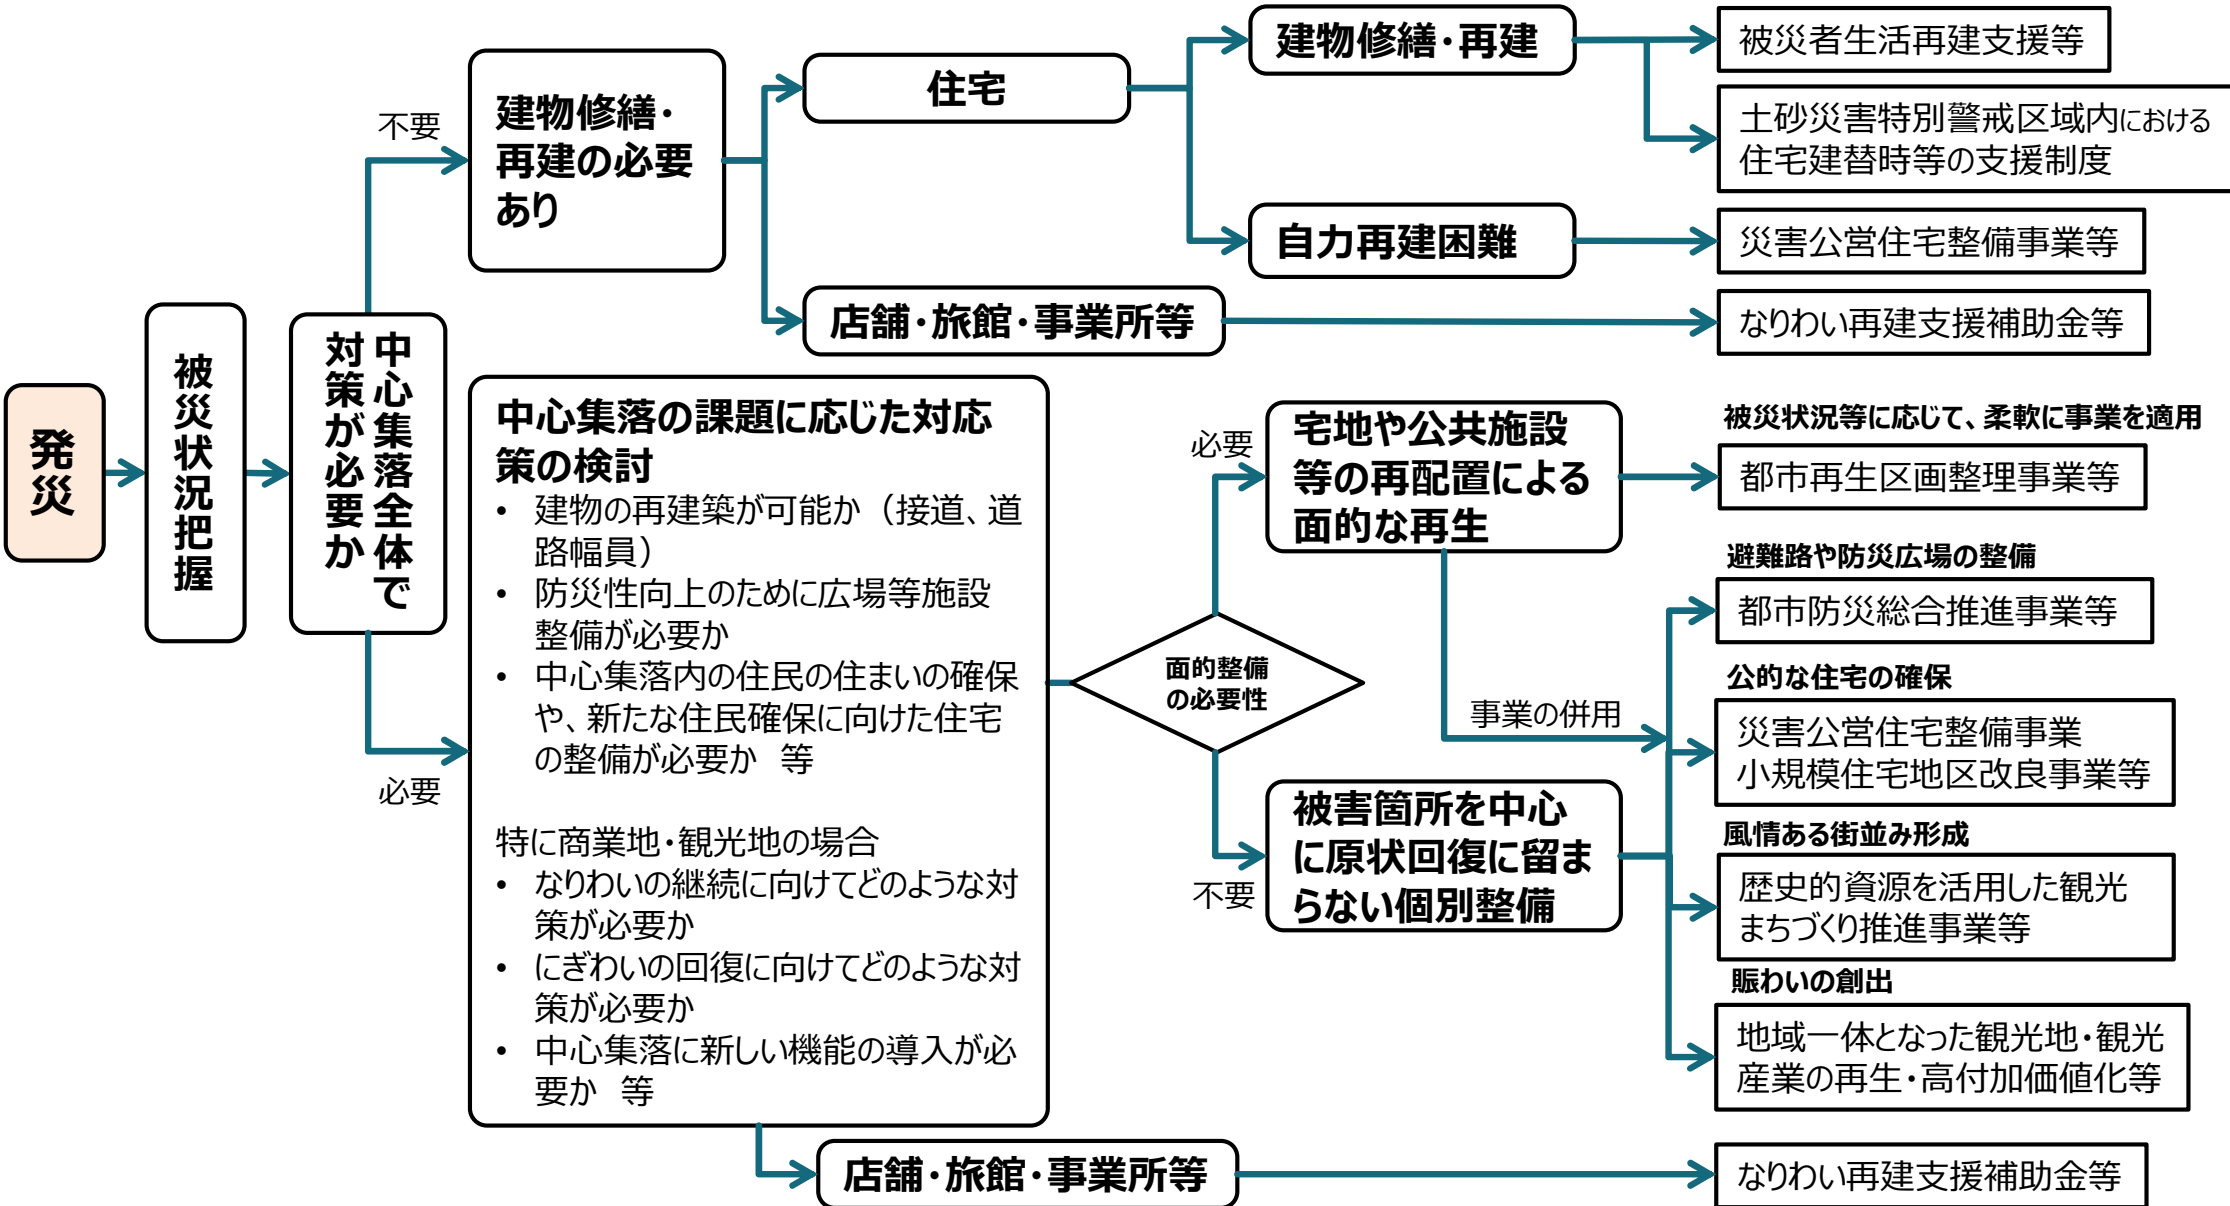 発災
被災状況把握
中心集落全体で
対策が必要か
不要
建物修繕・
再建の必要
あり
住宅
建物修繕・再建
被災者生活再建支援等
土砂災害特別警戒区域内における
住宅建替時等の支援制度
自力再建困難
災害公営住宅整備事業等
店舗・旅館・事業所等
なりわい再建支援補助金等
必要
中心集落の課題に応じた対応
策の検討
• 建物の再建築が可能か（接道、道
路幅員）
• 防災性向上のために広場等施設
整備が必要か
• 中心集落内の住民の住まいの確保
や、新たな住民確保に向けた住宅
の整備が必要か 等
特に商業地・観光地の場合
• なりわいの継続に向けてどのような対
策が必要か
• にぎわいの回復に向けてどのような対
策が必要か
• 中心集落に新しい機能の導入が必
要か 等
面的整備
の必要性
必要
宅地や公共施設
等の再配置による
面的な再生
被災状況等に応じて、柔軟に事業を適用
都市再生区画整理事業等
事業の併用
不要
被害箇所を中心
に原状回復に留ま
らない個別整備
避難路や防災広場の整備
都市防災総合推進事業等
公的な住宅の確保
災害公営住宅整備事業
小規模住宅地区改良事業等
風情ある街並み形成
歴史的資源を活用した観光
まちづくり推進事業等
賑わいの創出
地域一体となった観光地・観光
産業の再生・高付加価値化等
店舗・旅館・事業所等
なりわい再建支援補助金等